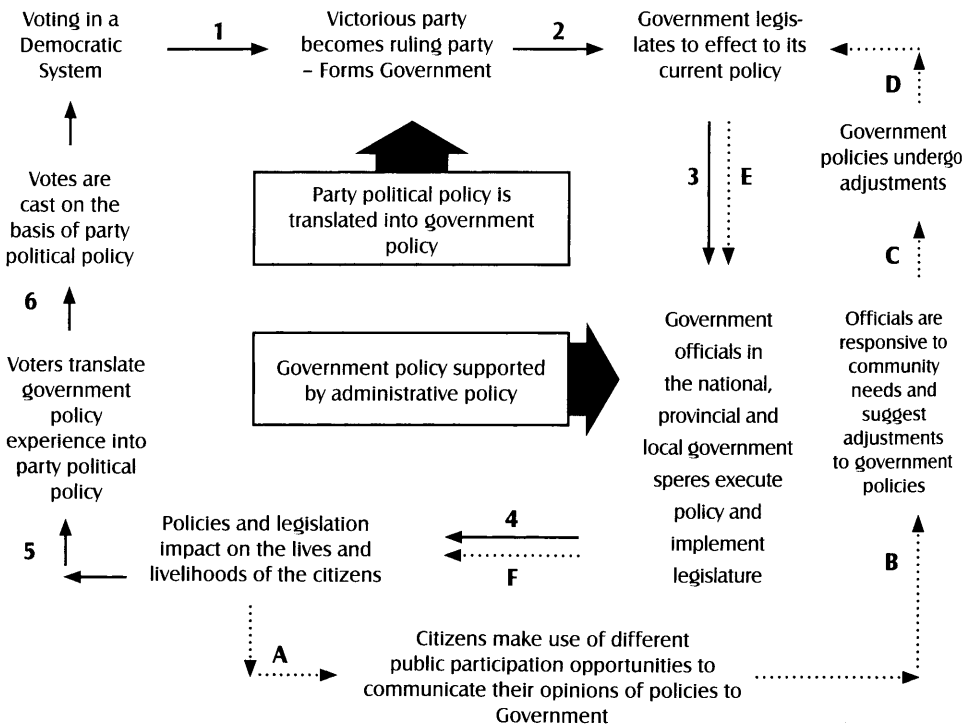 Voting in a
Democratic
System
1
Victorious party
becomes ruling party
– Forms Government
2
Government legis-
lates to effect to its
current policy
D
Government
policies undergo
adjustments
3
E
Party political policy is
translated into government
policy
Votes are
cast on the
basis of party
political policy
C
6
Government policy supported
by administrative policy
Government
officials in
the national,
provincial and
local government
speres execute
policy and
implement
legislature
Officials are
responsive to
community
needs and
suggest
adjustments
to government
policies
Voters translate
government
policy
experience into
party political
policy
5
Policies and legislation
impact on the lives and
livelihoods of the citizens
4
F
B
A
Citizens make use of different
public participation opportunities to
communicate their opinions of policies to
Government